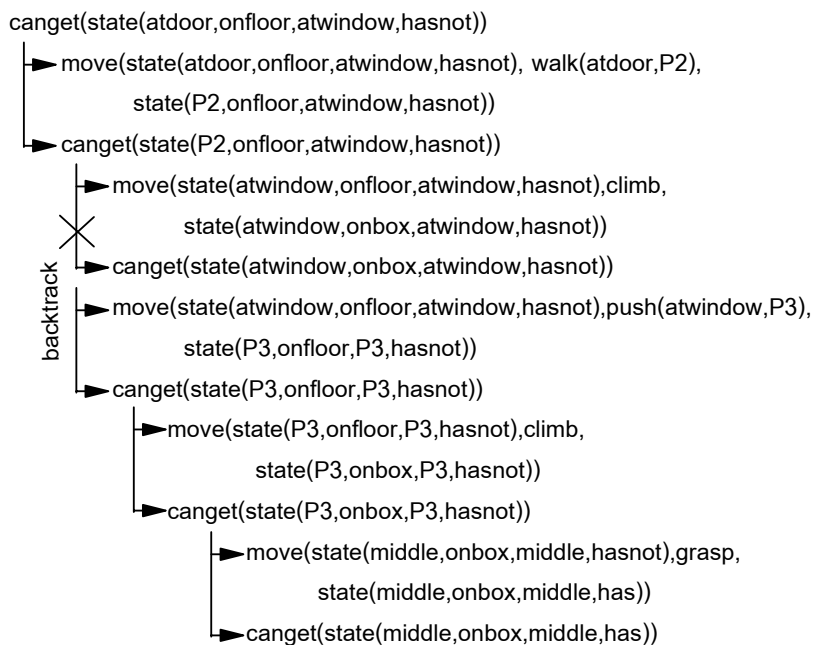 canget(state(atdoor,onfloor,atwindow,hasnot))
move(state(atdoor,onfloor,atwindow,hasnot), walk(atdoor,P2),
state(P2,onfloor,atwindow,hasnot))
canget(state(P2,onfloor,atwindow,hasnot))
move(state(atwindow,onfloor,atwindow,hasnot),climb,
state(atwindow,onbox,atwindow,hasnot))
canget(state(atwindow,onbox,atwindow,hasnot))
backtrack
move(state(atwindow,onfloor,atwindow,hasnot),push(atwindow,P3),
state(P3,onfloor,P3,hasnot))
canget(state(P3,onfloor,P3,hasnot))
move(state(P3,onfloor,P3,hasnot),climb,
state(P3,onbox,P3,hasnot))
canget(state(P3,onbox,P3,hasnot))
move(state(middle,onbox,middle,hasnot),grasp,
state(middle,onbox,middle,has))
canget(state(middle,onbox,middle,has))